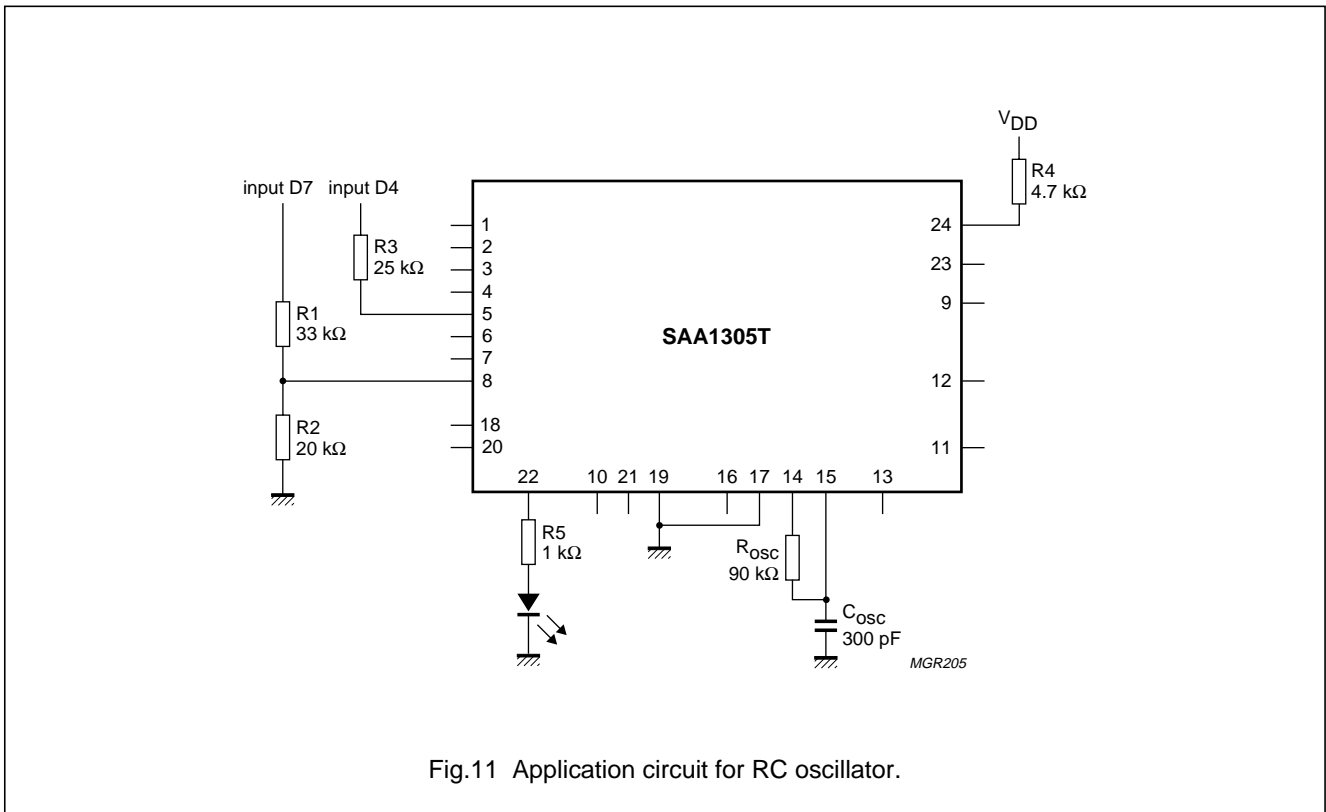 VDD
R4
4.7 kΩ
input D7
input D4
R3
25 kΩ
R1
33 kΩ
R2
20 kΩ
1
2
3
4
5
6
7
8
18
20
SAA1305T
24
23
9
12
11
22
10
21
19
16
17
14
15
13
R5
1 kΩ
Rosc
90 kΩ
Cosc
300 pF
MGR205
Fig.11 Application circuit for RC oscillator.